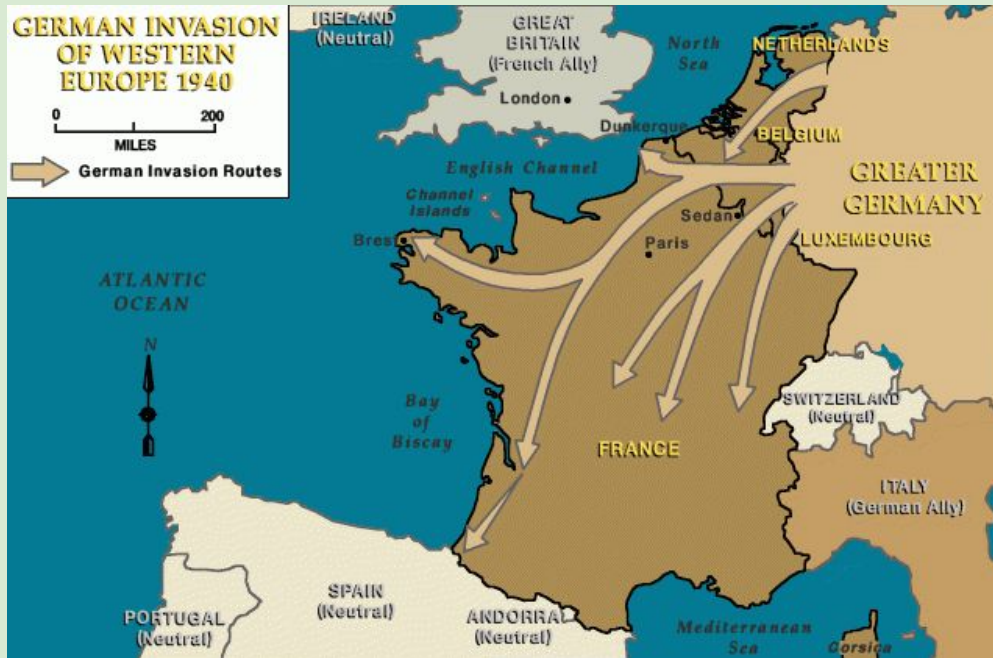 GERMAN INVASION
OF WESTERN
EUROPE 1940
0 200
MILES
German Invasion Routes
IRELAND
(Neutral)
GREAT
BRITAIN
(French Ally)
London
North
Sea
NETHERLANDS
Dunkerque
BELGIUM
English Channel
Channel
Islands
GREATER
GERMANY
Sedan
LUXEMBOURG
Brest
Paris
ATLANTIC
OCEAN
N
Bay
of
Biscay
SWITZERLAND
(Neutral)
FRANCE
ITALY
(German Ally)
SPAIN
(Neutral)
PORTUGAL
(Neutral)
ANDORRA
(Neutral)
Mediterranean
Sea
Corsica